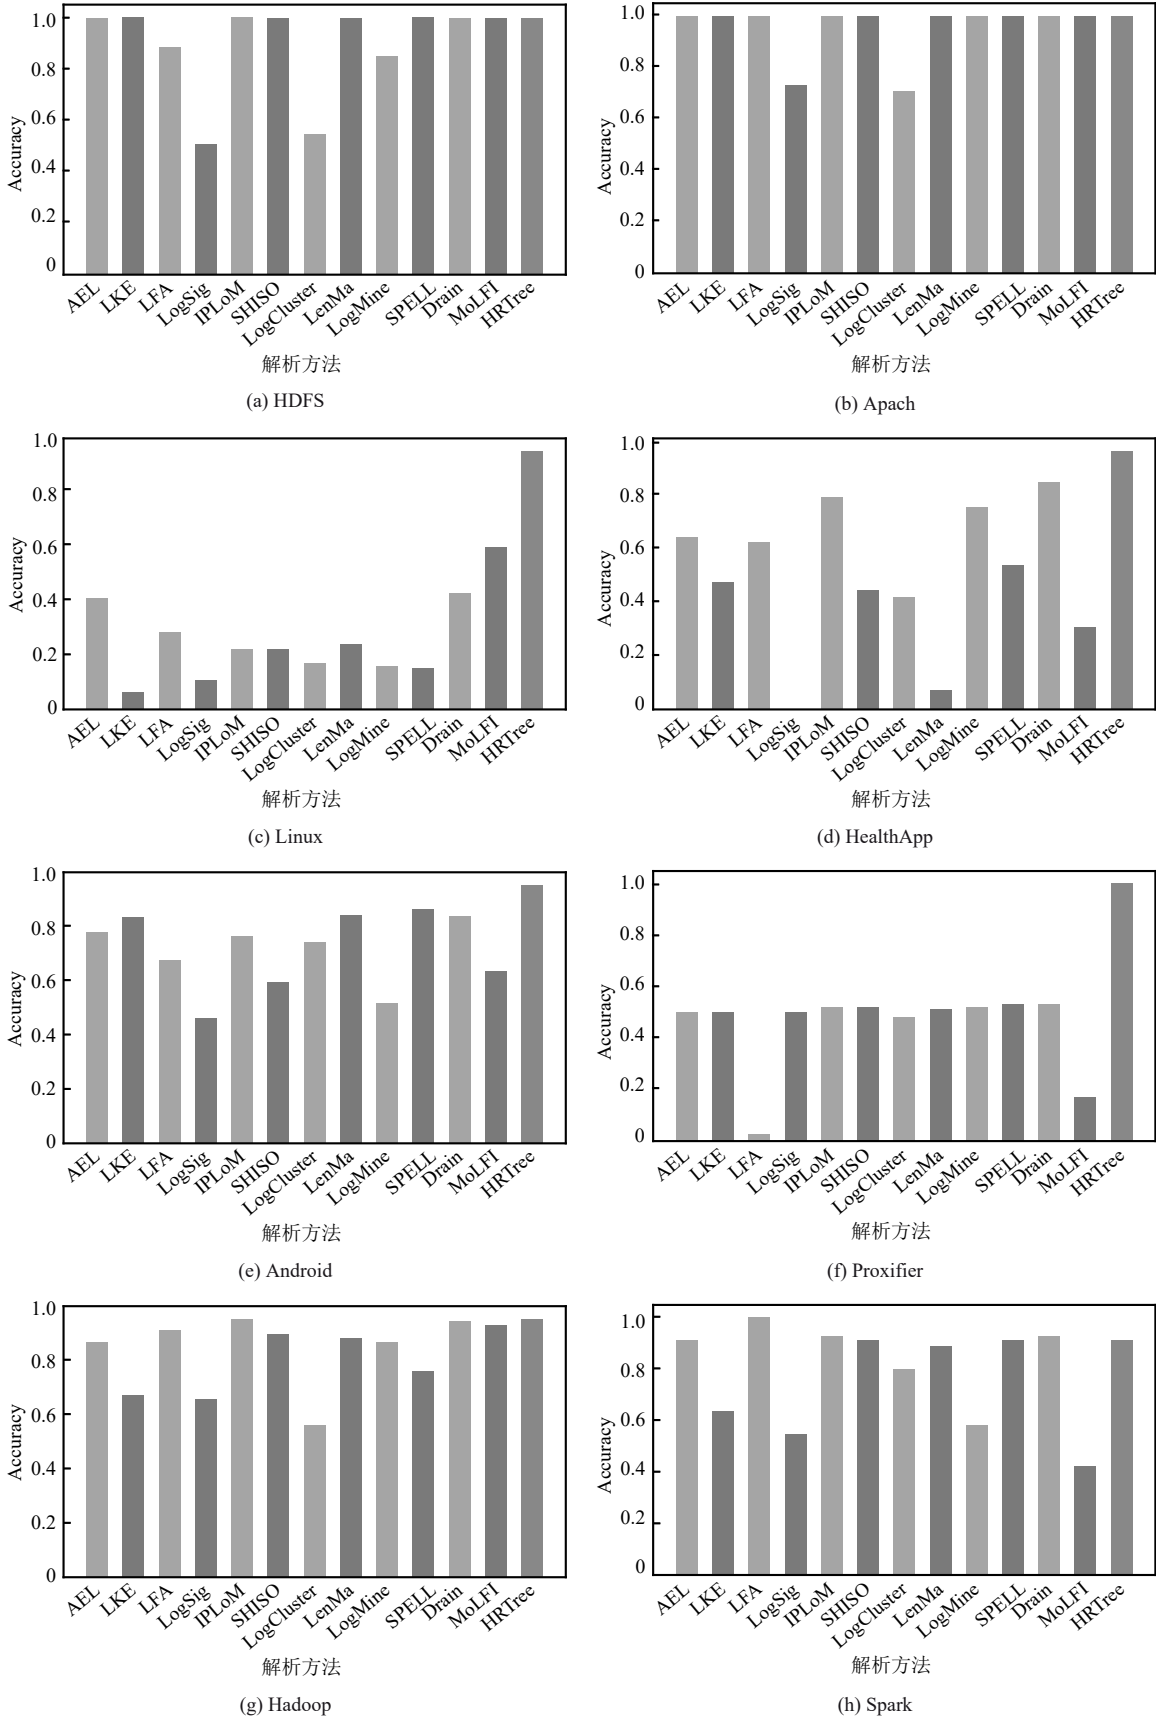 Accuracy
1.0
0.8
0.6
0.4
0.2
0
AEL LKE LFA LogSig IPLoM SHISO LogCluster LenMa LogMine SPELL Drain MoLFI HRTree
解析方法
(a) HDFS
Accuracy
1.0
0.8
0.6
0.4
0.2
0
AEL LKE LFA LogSig IPLoM SHISO LogCluster LenMa LogMine SPELL Drain MoLFI HRTree
解析方法
(b) Apach
Accuracy
1.0
0.8
0.6
0.4
0.2
0
AEL LKE LFA LogSig IPLoM SHISO LogCluster LenMa LogMine SPELL Drain MoLFI HRTree
解析方法
(c) Linux
Accuracy
1.0
0.8
0.6
0.4
0.2
0
AEL LKE LFA LogSig IPLoM SHISO LogCluster LenMa LogMine SPELL Drain MoLFI HRTree
解析方法
(d) HealthApp
Accuracy
1.0
0.8
0.6
0.4
0.2
0
AEL LKE LFA LogSig IPLoM SHISO LogCluster LenMa LogMine SPELL Drain MoLFI HRTree
解析方法
(e) Android
Accuracy
1.0
0.8
0.6
0.4
0.2
0
AEL LKE LFA LogSig IPLoM SHISO LogCluster LenMa LogMine SPELL Drain MoLFI HRTree
解析方法
(f) Proxifier
Accuracy
1.0
0.8
0.6
0.4
0.2
0
AEL LKE LFA LogSig IPLoM SHISO LogCluster LenMa LogMine SPELL Drain MoLFI HRTree
解析方法
(g) Hadoop
Accuracy
1.0
0.8
0.6
0.4
0.2
0
AEL LKE LFA LogSig IPLoM SHISO LogCluster LenMa LogMine SPELL Drain MoLFI HRTree
解析方法
(h) Spark